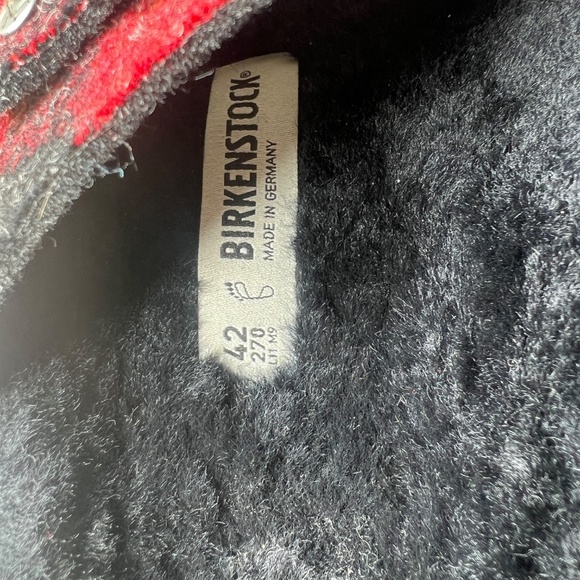 BIRKENSTOCK®
MADE IN GERMANY
42
270
L11 M9